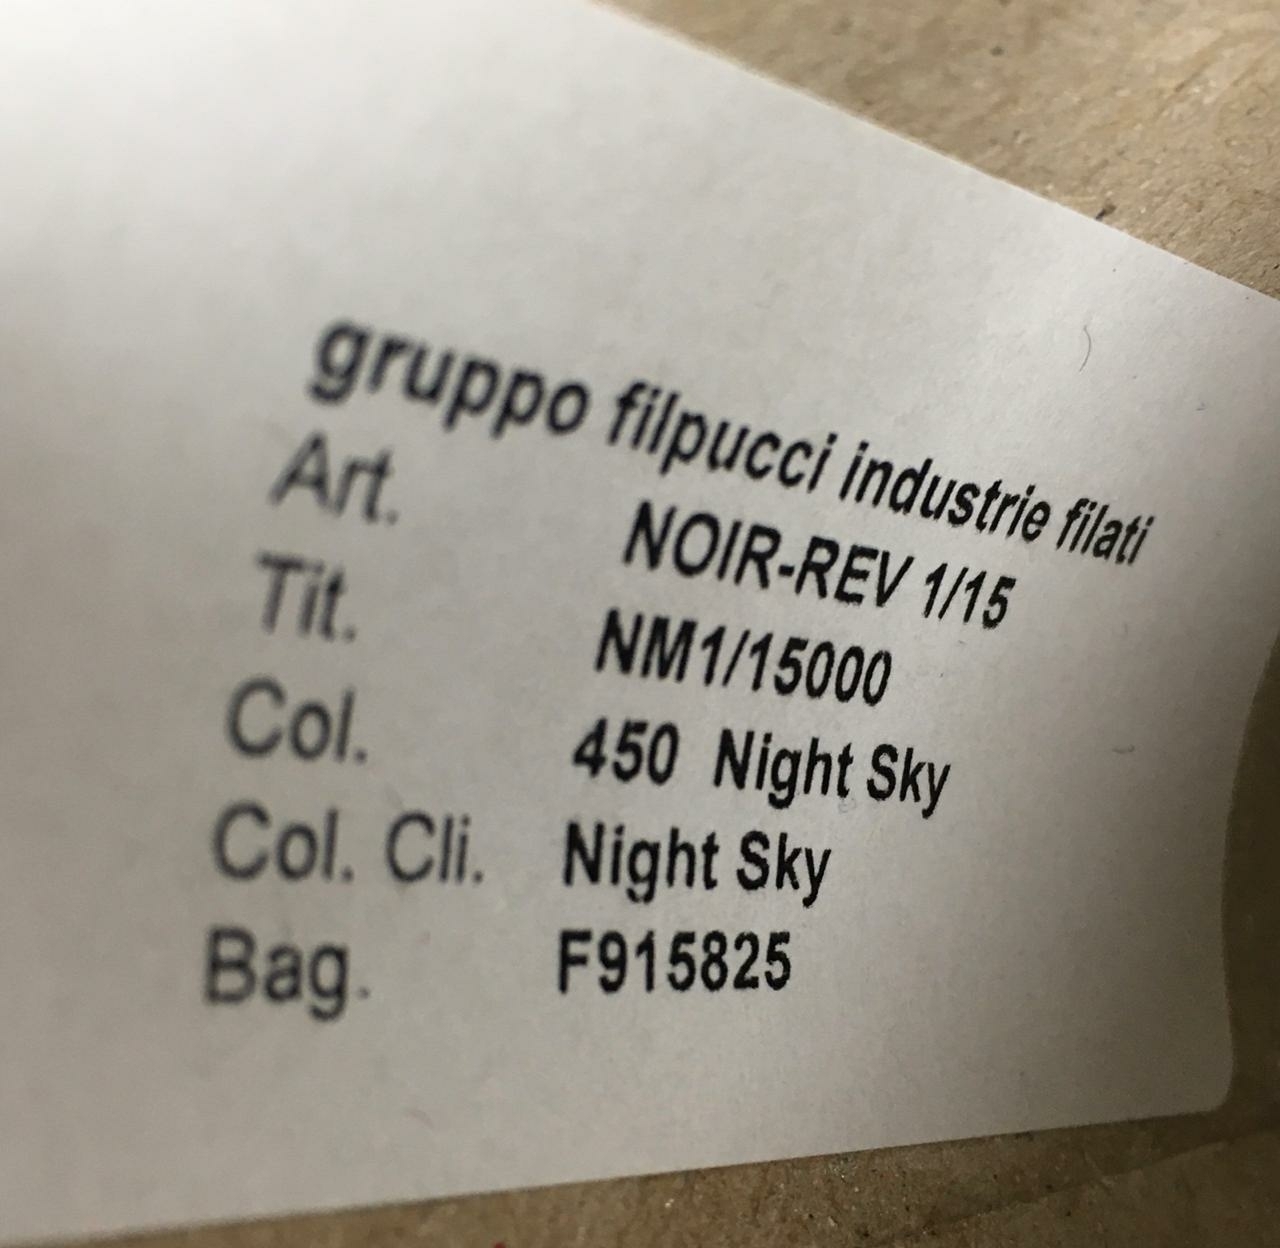 gruppo filpucci industrie filati
Art. NOIR-REV 1/15
Tit. NM1/15000
Col. 450 Night Sky
Col. Cli. Night Sky
Bag. F915825